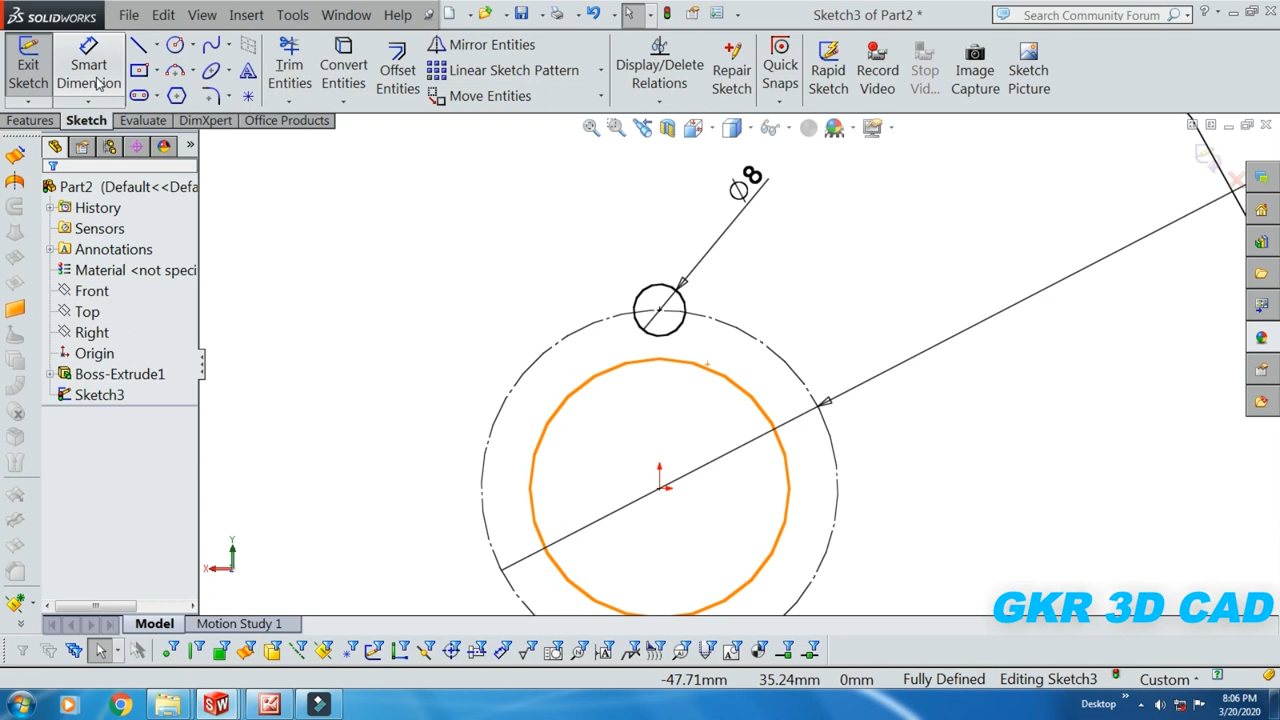 SOLIDWORKS File Edit View Insert Tools Window Help Sketch3 of Part2 * Search Community Forum
Exit Sketch
Smart Dimension
Trim Entities
Convert Entities
Offset Entities
Mirror Entities
Linear Sketch Pattern
Move Entities
Display/Delete Relations
Repair Sketch
Quick Snaps
Rapid Sketch
Record Video
Stop Vid...
Image Capture
Sketch Picture
Features Sketch Evaluate DimXpert Office Products
Part2 (Default<<Defa
History
Sensors
Annotations
Material <not speci
Front
Top
Right
Origin
Boss-Extrude1
Sketch3
Ø8
Y
X
GKR 3D CAD
Model Motion Study 1
-47.71mm 35.24mm 0mm Fully Defined Editing Sketch3 Custom
Desktop 8:06 PM
3/20/2020